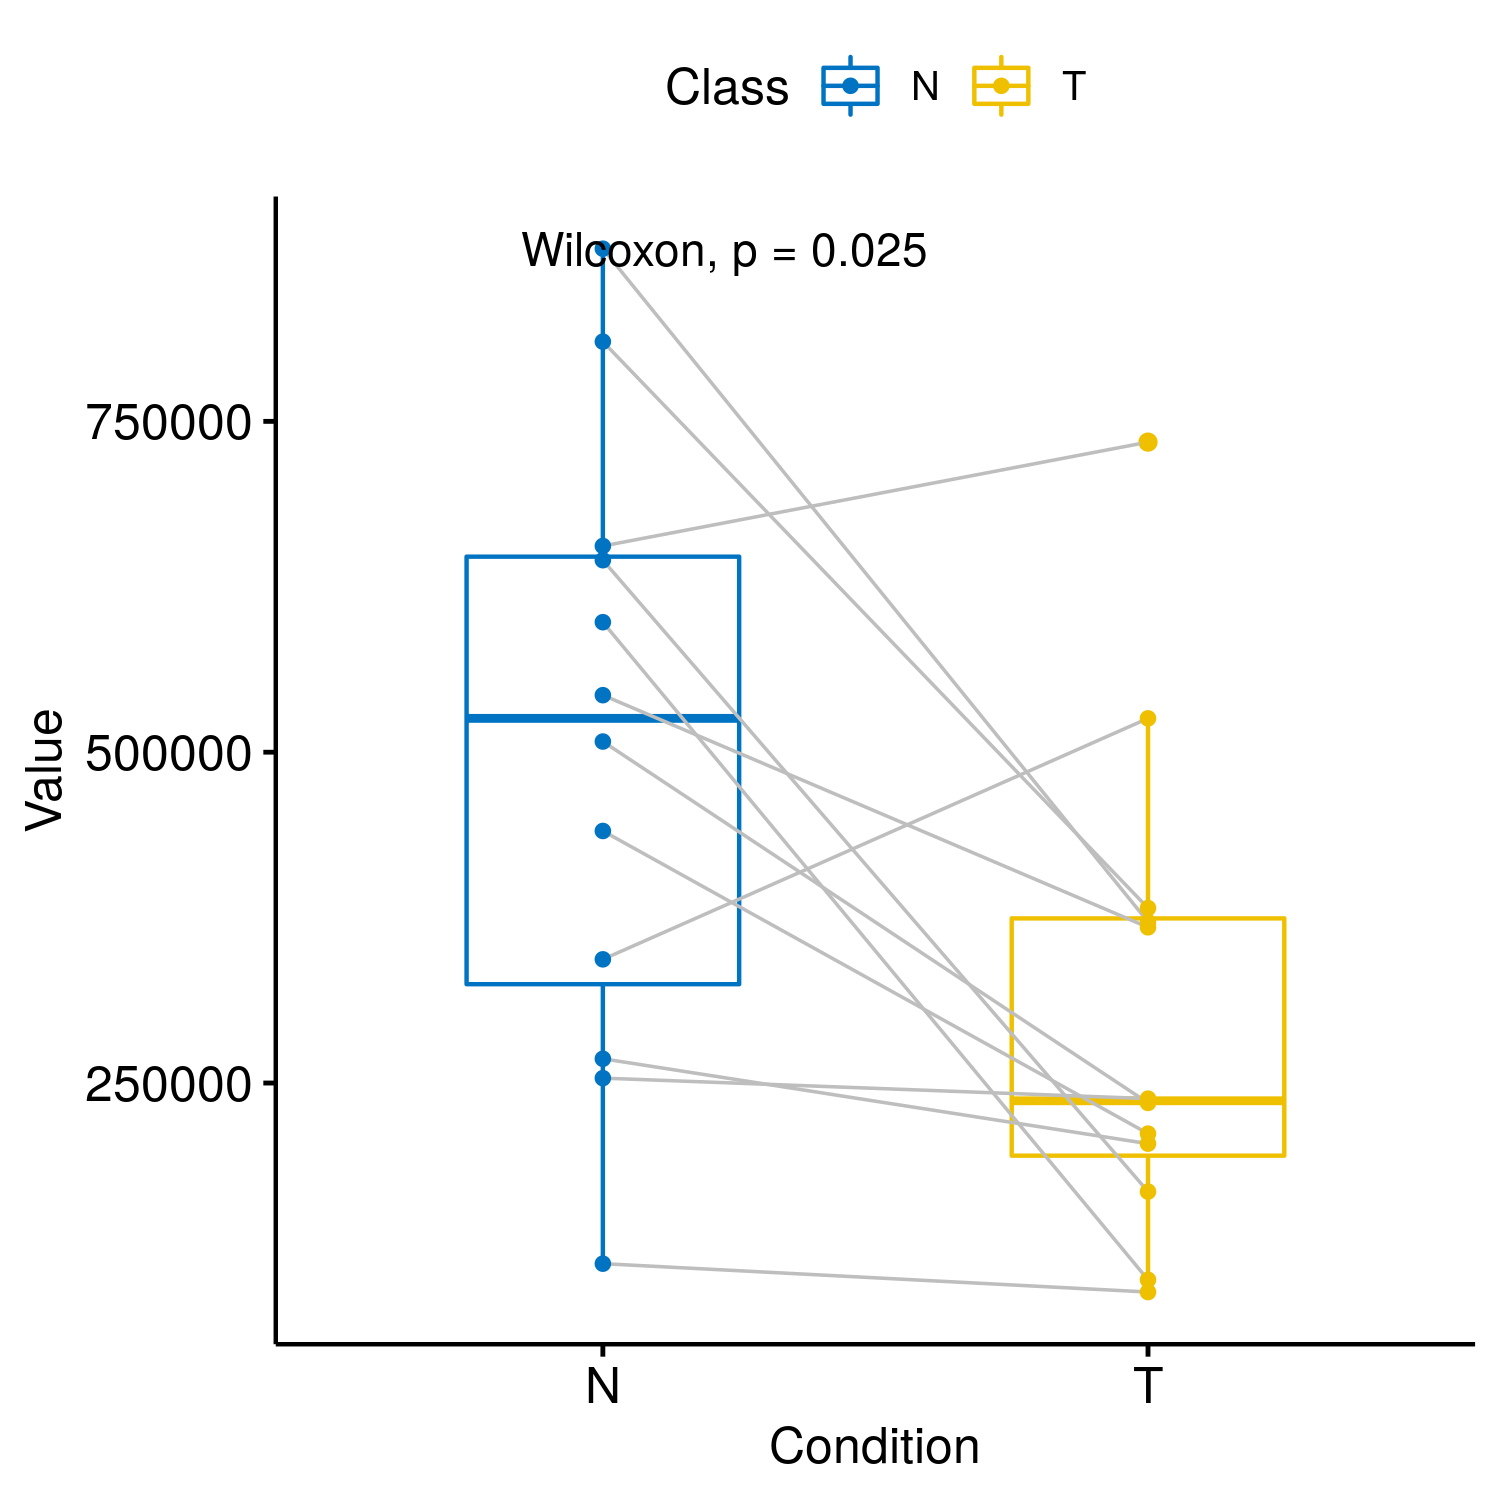 Class N T
Wilcoxon, p = 0.025
750000
500000
250000
Value
N T
Condition